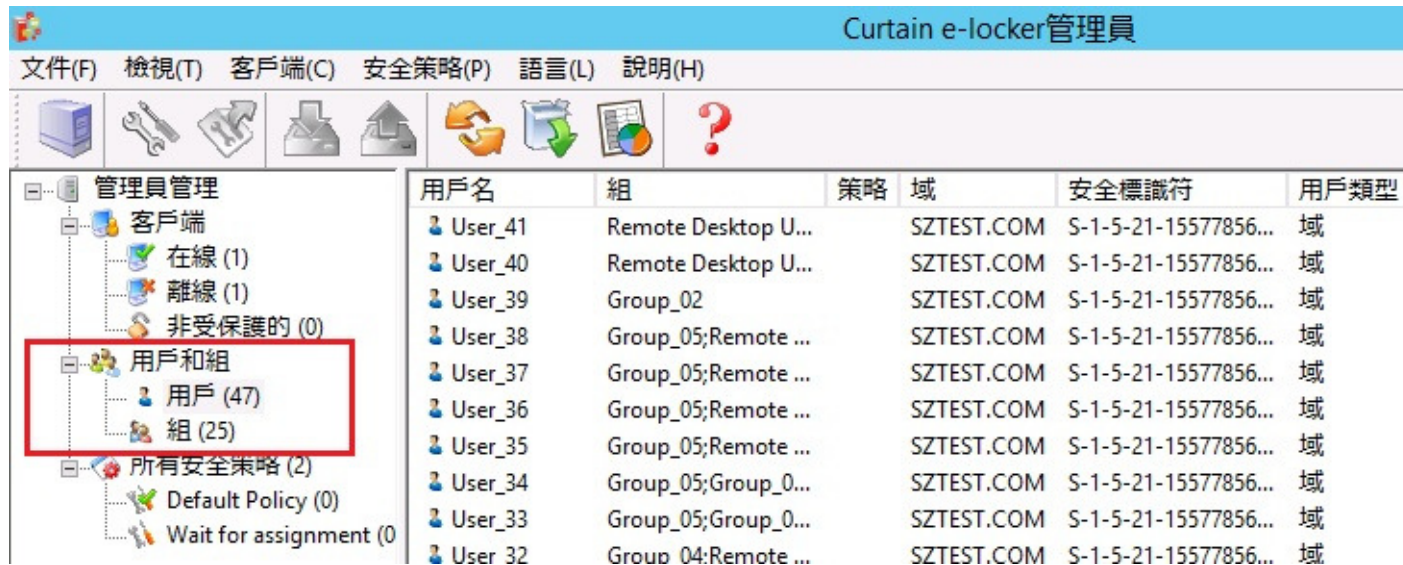 Curtain e-locker管理員
文件(F) 檢視(T) 客戶端(C) 安全策略(P) 語言(L) 說明(H)
管理員管理
客戶端
在線 (1)
離線 (1)
非受保護的 (0)
用戶和組
用戶 (47)
組 (25)
所有安全策略 (2)
Default Policy (0)
Wait for assignment (0
用戶名 組 策略 域 安全標識符 用戶類型
User_41 Remote Desktop U... SZTEST.COM S-1-5-21-15577856... 域
User_40 Remote Desktop U... SZTEST.COM S-1-5-21-15577856... 域
User_39 Group_02 SZTEST.COM S-1-5-21-15577856... 域
User_38 Group_05;Remote ... SZTEST.COM S-1-5-21-15577856... 域
User_37 Group_05;Remote ... SZTEST.COM S-1-5-21-15577856... 域
User_36 Group_05;Remote ... SZTEST.COM S-1-5-21-15577856... 域
User_35 Group_05;Remote ... SZTEST.COM S-1-5-21-15577856... 域
User_34 Group_05;Group_0... SZTEST.COM S-1-5-21-15577856... 域
User_33 Group_05;Group_0... SZTEST.COM S-1-5-21-15577856... 域
User_32 Group_04;Remote ... SZTEST.COM S-1-5-21-15577856... 域